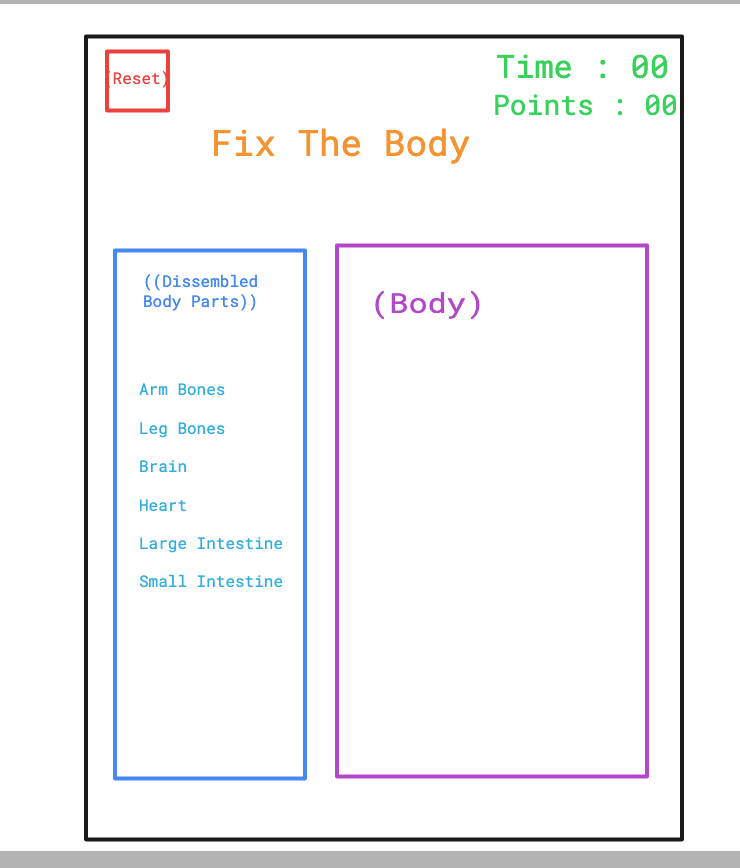 (Reset)
Time : 00
Points : 00
Fix The Body
((Dissembled
Body Parts))
Arm Bones
Leg Bones
Brain
Heart
Large Intestine
Small Intestine
(Body)